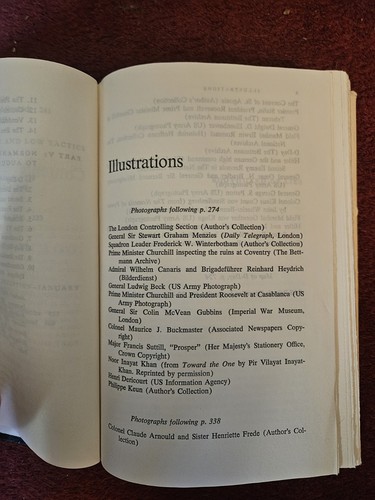 Illustrations
Photographs following p. 274
The London Controlling Section (Author's Collection)
General Sir Stewart Graham Menzies (Daily Telegraph, London)
Squadron Leader Frederick W. Winterbotham (Author's Collection)
Prime Minister Churchill inspecting the ruins at Coventry (The Bett-
mann Archive)
Admiral Wilhelm Canaris and Brigadeführer Reinhard Heydrich
(Bilderdienst)
General Ludwig Beck (US Army Photograph)
Prime Minister Churchill and President Roosevelt at Casablanca (US
Army Photograph)
General Sir Colin McVean Gubbins (Imperial War Museum,
London)
Colonel Maurice J. Buckmaster (Associated Newspapers Copy-
right)
Major Francis Suttill, "Prosper" (Her Majesty's Stationery Office,
Crown Copyright)
Noor Inayat Khan (from Toward the One by Pir Vilayat Inayat-
Khan. Reprinted by permission)
Henri Dericourt (US Information Agency)
Philippe Keun (Author's Collection)
Photographs following p. 338
Colonel Claude Arnould and Sister Henriette Frede (Author's Col-
lection)